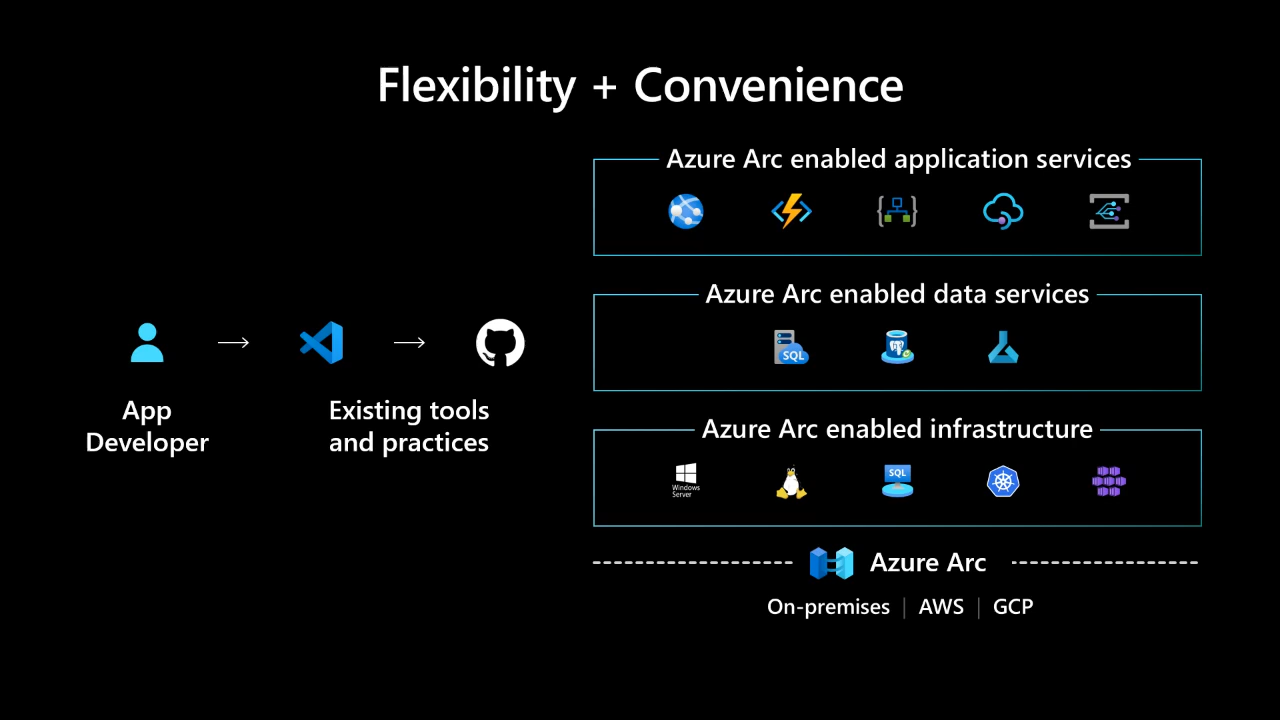 Flexibility + Convenience
Azure Arc enabled application services
Azure Arc enabled data services
SQL
App
Developer
Existing tools
and practices
Azure Arc enabled infrastructure
Windows
Server
SQL
Azure Arc
On-premises | AWS | GCP